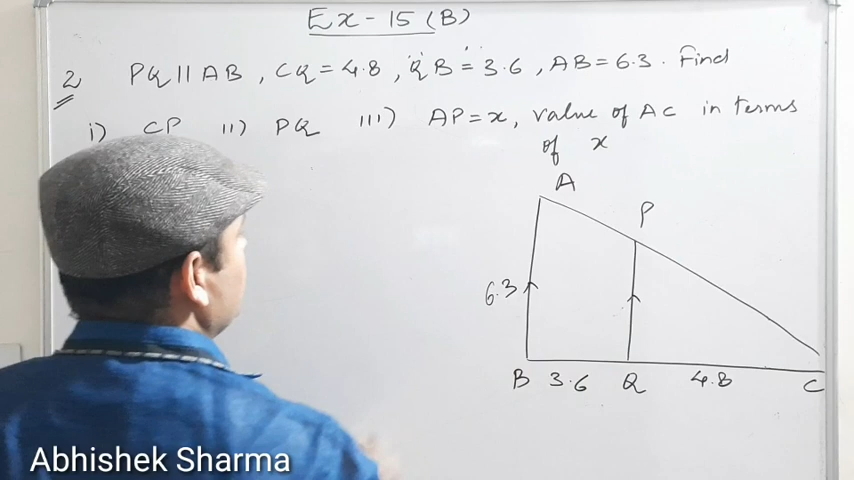 Ex-15(B)
2 PQ || AB, CQ = 4.8, QB = 3.6, AB = 6.3. Find
i) CP ii) PQ iii) AP = x, value of AC in terms
of x
A
P
6.3
B 3.6 Q 4.8 C
Abhishek Sharma